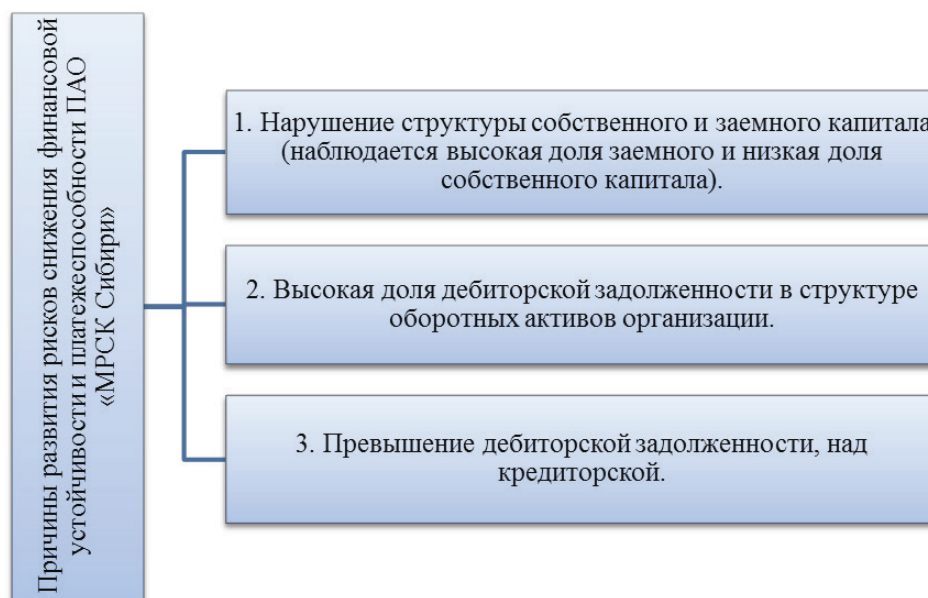 Причины развития рисков снижения финансовой
устойчивости и платежеспособности ПАО
«МРСК Сибири»
1. Нарушение структуры собственного и заемного капитала
(наблюдается высокая доля заемного и низкая доля
собственного капитала).
2. Высокая доля дебиторской задолженности в структуре
оборотных активов организации.
3. Превышение дебиторской задолженности, над
кредиторской.